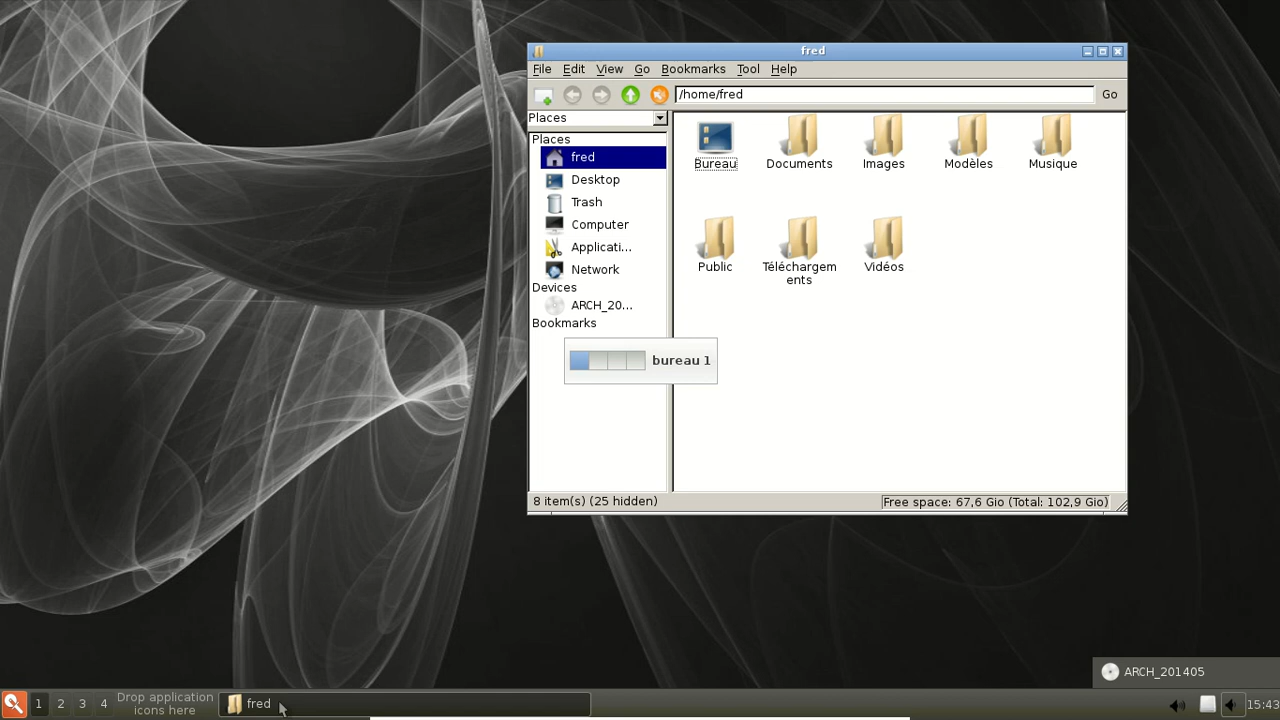 fred
File Edit View Go Bookmarks Tool Help
/home/fred Go
Places
Places
fred
Desktop
Trash
Computer
Applicati...
Network
Devices
ARCH_20...
Bookmarks
Bureau Documents Images Modèles Musique
Public Téléchargem Vidéos
ents
bureau 1
8 item(s) (25 hidden) Free space: 67,6 Gio (Total: 102,9 Gio)
ARCH_201405
1 2 3 4 Drop application
icons here
fred
15:43